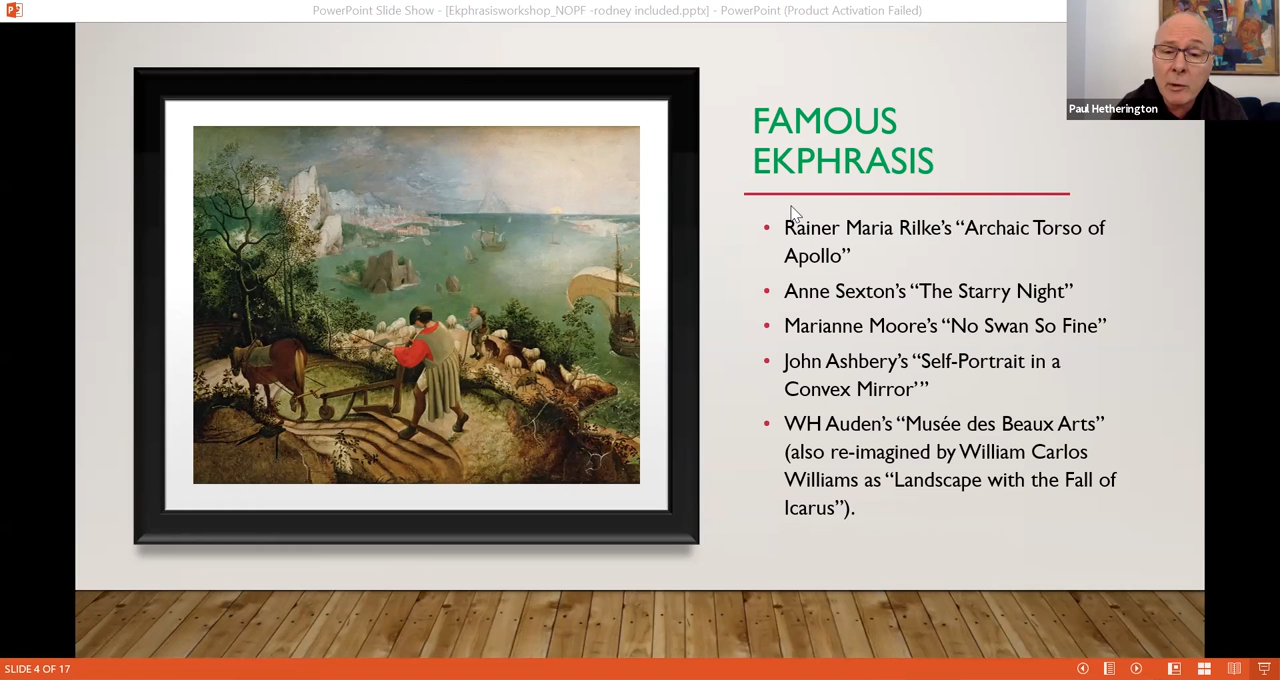 PowerPoint Slide Show - [Ekphrasisworkshop_NOPF -rodney included.pptx] - PowerPoint (Product Activation Failed)
Paul Hetherington
FAMOUS
EKPHRASIS
• Rainer Maria Rilke’s “Archaic Torso of
Apollo”
• Anne Sexton’s “The Starry Night”
• Marianne Moore’s “No Swan So Fine”
• John Ashbery’s “Self-Portrait in a
Convex Mirror’”
• WH Auden’s “Musée des Beaux Arts”
(also re-imagined by William Carlos
Williams as “Landscape with the Fall of
Icarus”).
SLIDE 4 OF 17